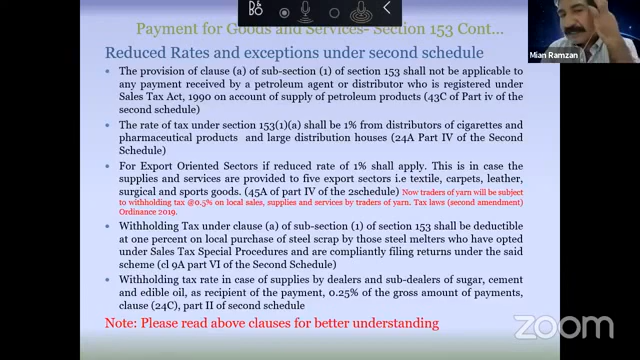 Payment for Goods and Services- Section 153 Cont…
Reduced Rates and exceptions under second schedule
• The provision of clause (a) of sub-section (1) of section 153 shall not be applicable to
any payment received by a petroleum agent or distributor who is registered under
Sales Tax Act, 1990 on account of supply of petroleum products (43C of Part iv of the
second schedule)
• The rate of tax under section 153(1)(a) shall be 1% from distributors of cigarettes and
pharmaceutical products and large distribution houses (24A Part IV of the Second
Schedule)
• For Export Oriented Sectors if reduced rate of 1% shall apply. This is in case the
supplies and services are provided to five export sectors i.e textile, carpets, leather,
surgical and sports goods. (45A of part IV of the 2schedule) Now traders of yarn will be subject
to withholding tax @0.5% on local sales, supplies and services by traders of yarn. Tax laws (second amendment)
Ordinance 2019.
• Withholding Tax under clause (a) of sub-section (1) of section 153 shall be deductible
at one percent on local purchase of steel scrap by those steel melters who have opted
under Sales Tax Special Procedures and are compliantly filing returns under the said
scheme (cl 9A part VI of the Second Schedule)
• Withholding tax rate in case of supplies by dealers and sub-dealers of sugar, cement
and edible oil, as recipient of the payment, 0.25% of the gross amount of payments,
clause (24C), part II of second schedule
Note: Please read above clauses for better understanding
Mian Ramzan
zoom